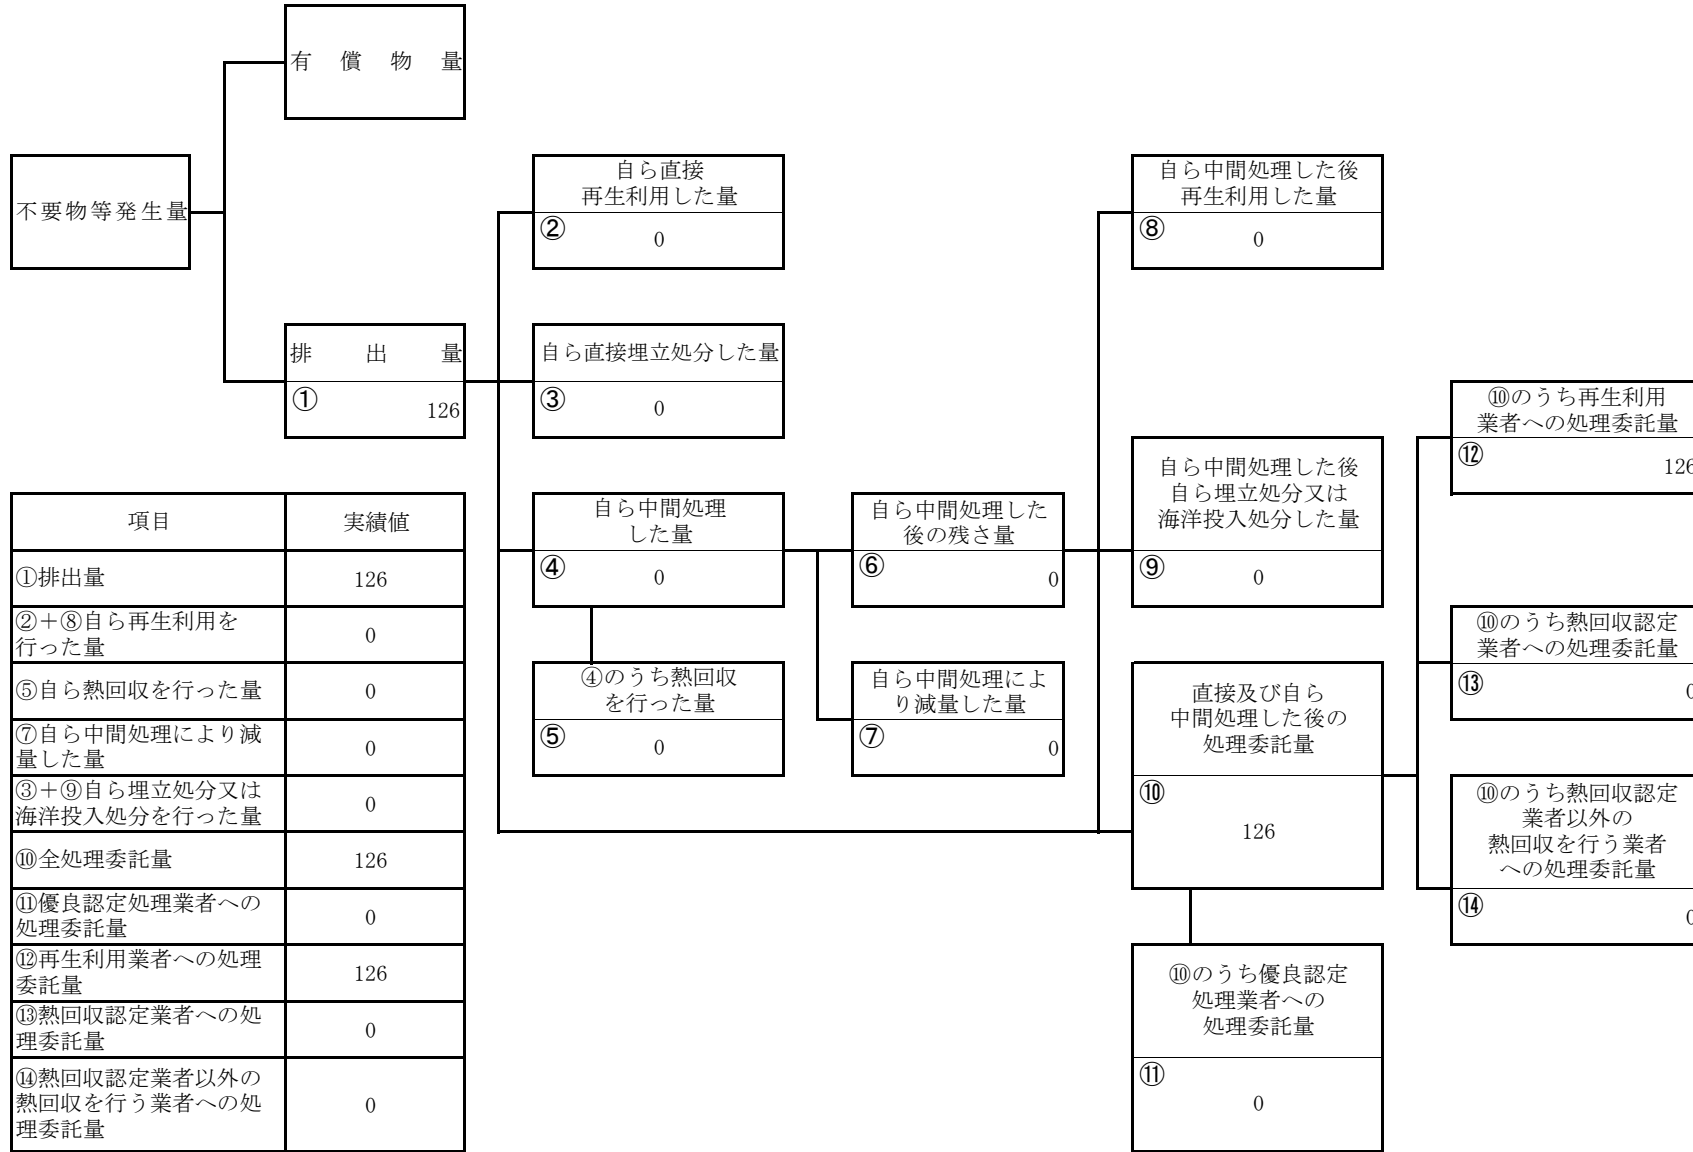 有償物量
不要物等発生量
自ら直接
再生利用した量
② 0
自ら中間処理した後
再生利用した量
⑧ 0
排出量
① 126
自ら直接埋立処分した量
③ 0
⑩のうち再生利用
業者への処理委託量
⑫ 126
自ら中間処理
した量
④ 0
自ら中間処理した
後の残さ量
⑥ 0
自ら中間処理した後
自ら埋立処分又は
海洋投入処分した量
⑨ 0
④のうち熱回収
を行った量
⑤ 0
自ら中間処理によ
り減量した量
⑦ 0
直接及び自ら
中間処理した後の
処理委託量
⑩
126
⑩のうち熱回収認定
業者への処理委託量
⑬ 0
⑩のうち熱回収認定
業者以外の
熱回収を行う業者
への処理委託量
⑭ 0
⑩のうち優良認定
処理業者への
処理委託量
⑪
0
項目 実績値
①排出量 126
②+⑧自ら再生利用を
行った量 0
⑤自ら熱回収を行った量 0
⑦自ら中間処理により減
量した量 0
③+⑨自ら埋立処分又は
海洋投入処分を行った量 0
⑩全処理委託量 126
⑪優良認定処理業者への
処理委託量 0
⑫再生利用業者への処理
委託量 126
⑬熱回収認定業者への処
理委託量 0
⑭熱回収認定業者以外の
熱回収を行う業者への処
理委託量 0